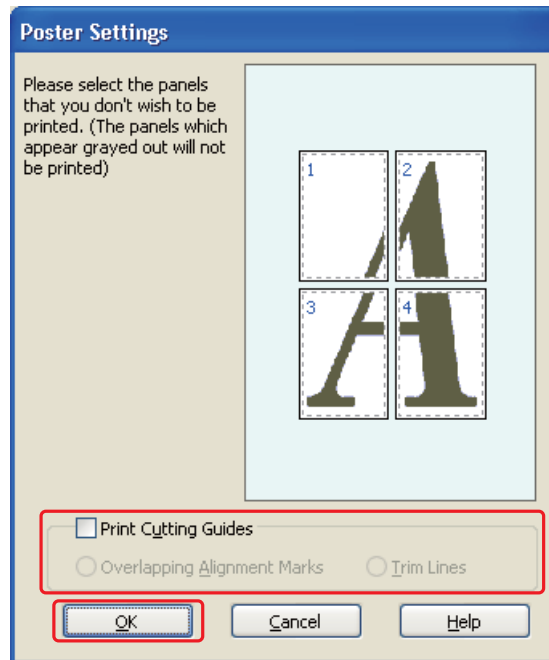 Poster Settings
Please select the panels
that you don't wish to be
printed. (The panels which
appear grayed out will not
be printed)
1 2
3 4
Print Cutting Guides
Overlapping Alignment Marks Trim Lines
OK Cancel Help